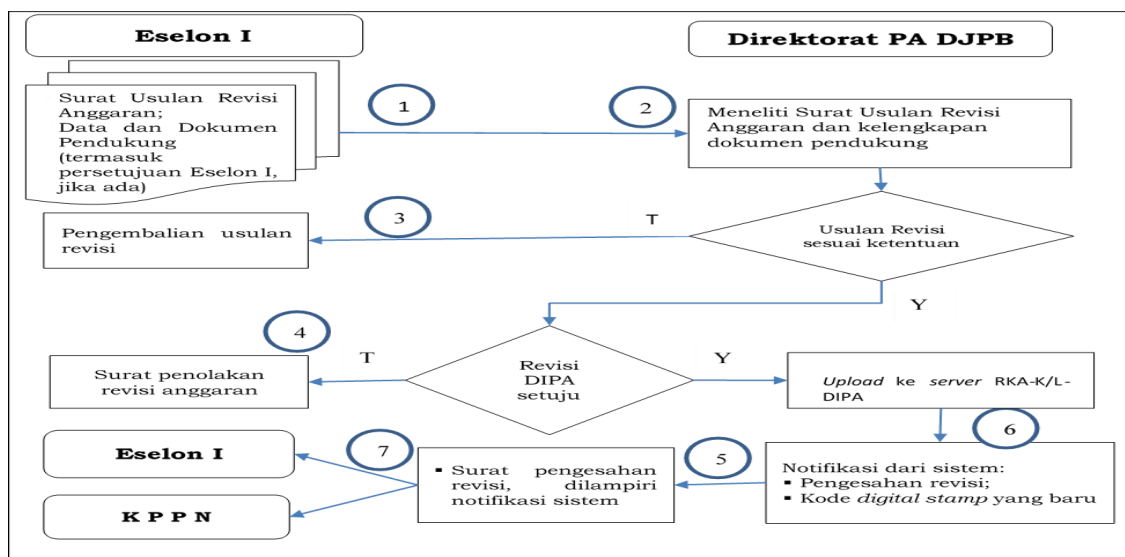 Eselon I
Direktorat PA DJPB
Surat Usulan Revisi
Anggaran;
Data dan Dokumen
Pendukung
(termasuk
persetujuan Eselon I,
jika ada)
1
2
Meneliti Surat Usulan Revisi
Anggaran dan kelengkapan
dokumen pendukung
Pengembalian usulan
revisi
3
T
Usulan Revisi
sesuai ketentuan
Y
4
T
Surat penolakan
revisi anggaran
Revisi
DIPA
setuju
Y
Upload ke server RKA-K/L-
DIPA
6
Eselon I
K P P N
7
▪ Surat pengesahan
revisi, dilampiri
notifikasi sistem
5
Notifikasi dari sistem:
▪ Pengesahan revisi;
▪ Kode digital stamp yang baru